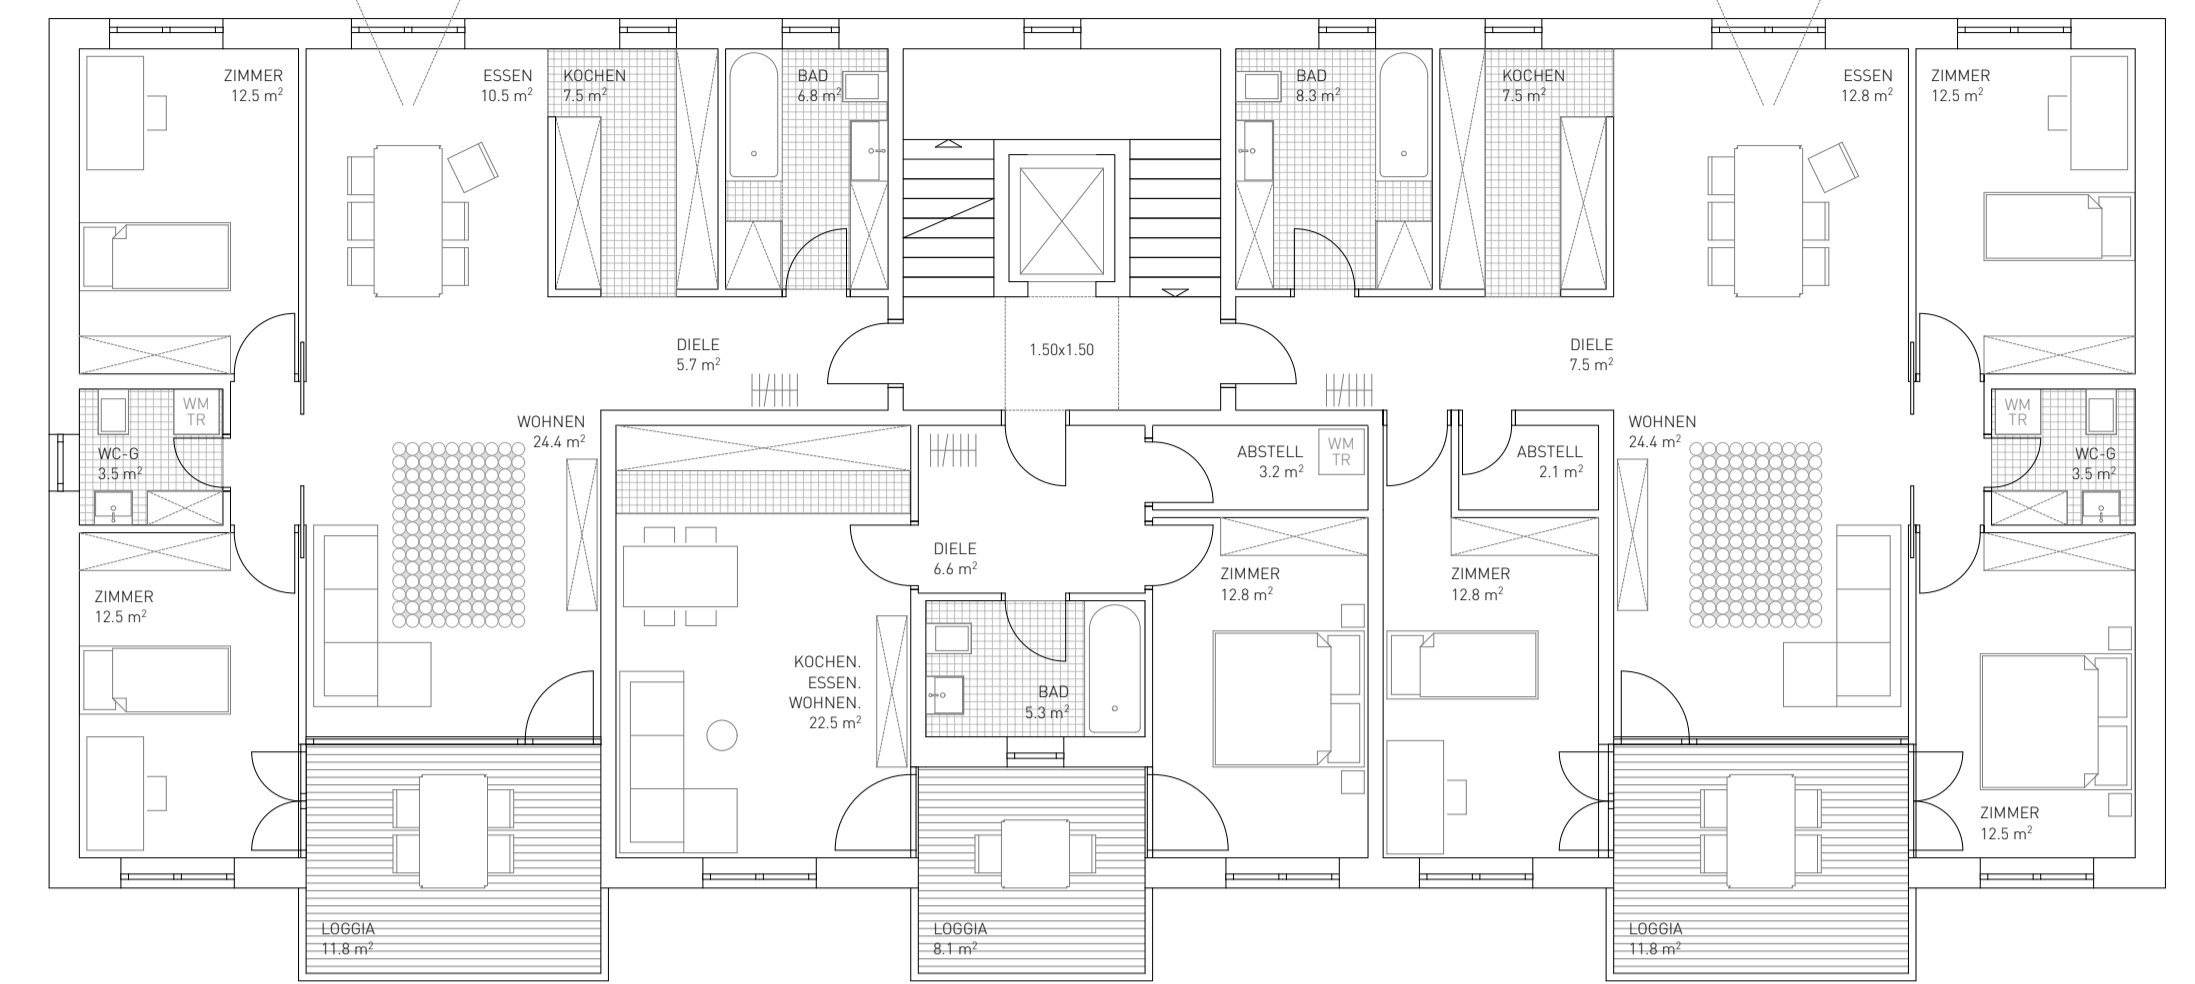 ZIMMER
12.5 m²
ESSEN
10.5 m²
KOCHEN
7.5 m²
BAD
6.8 m²
BAD
8.3 m²
KOCHEN
7.5 m²
ESSEN
12.8 m²
ZIMMER
12.5 m²
DIELE
5.7 m²
1.50x1.50
DIELE
7.5 m²
WM
TR
WC-G
3.5 m²
WOHNEN
24.4 m²
ABSTELL
3.2 m²
WM
TR
ABSTELL
2.1 m²
WOHNEN
24.4 m²
WM
TR
WC-G
3.5 m²
ZIMMER
12.5 m²
DIELE
6.6 m²
ZIMMER
12.8 m²
ZIMMER
12.8 m²
KOCHEN.
ESSEN.
WOHNEN.
22.5 m²
BAD
5.3 m²
ZIMMER
12.5 m²
LOGGIA
11.8 m²
LOGGIA
8.1 m²
LOGGIA
11.8 m²